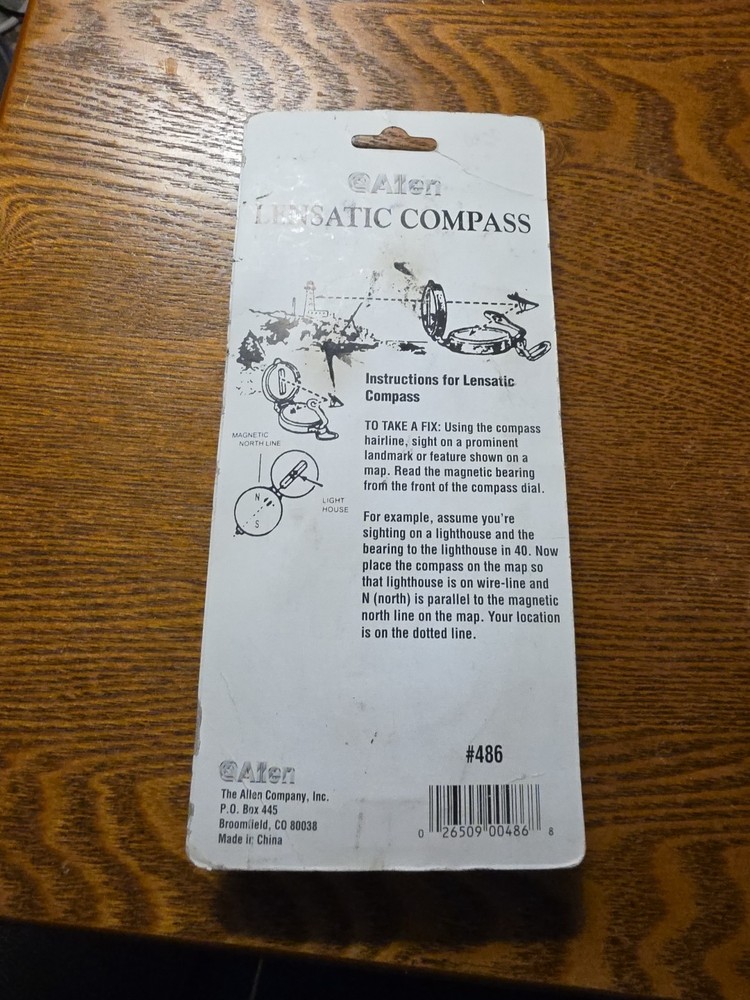 Allen
LENSATIC COMPASS
Instructions for Lensatic
Compass
TO TAKE A FIX: Using the compass
hairline, sight on a prominent
landmark or feature shown on a
map. Read the magnetic bearing
from the front of the compass dial.
MAGNETIC
NORTH LINE
N
S
LIGHT
HOUSE
For example, assume you're
sighting on a lighthouse and the
bearing to the lighthouse in 40. Now
place the compass on the map so
that lighthouse is on wire-line and
N (north) is parallel to the magnetic
north line on the map. Your location
is on the dotted line.
#486
Allen
The Allen Company, Inc.
P.O. Box 445
Broomfield, CO 80038
Made in China
0 26509 00486 8